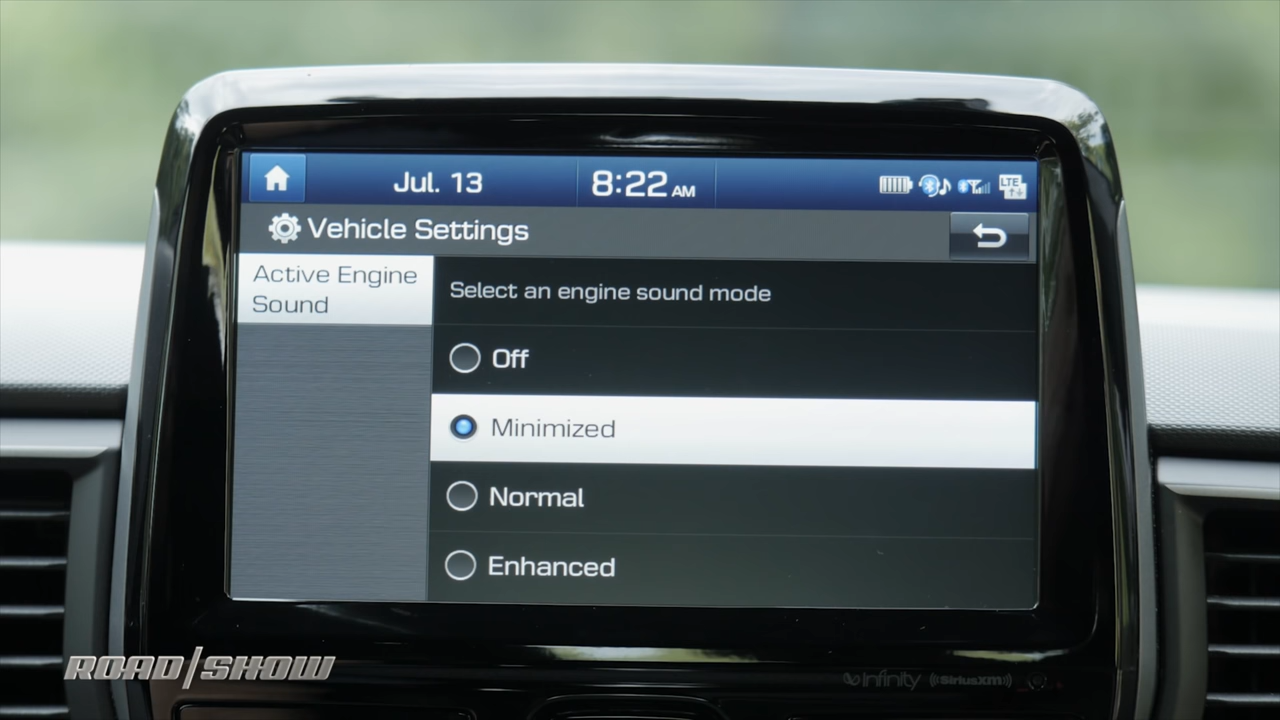 Jul. 13
8:22 AM
LTE
Vehicle Settings
Active Engine
Sound
Select an engine sound mode
Off
Minimized
Normal
Enhanced
ROAD/SHOW
Infinity
SiriusXM